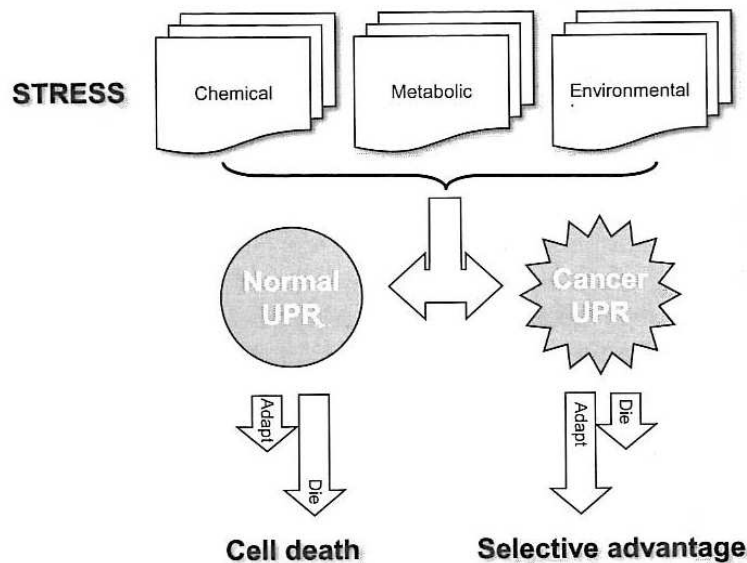 STRESS
Chemical
Metabolic
Environmental
Normal
UPR
Cancer
UPR
Adapt
Die
Adapt
Die
Cell death
Selective advantage